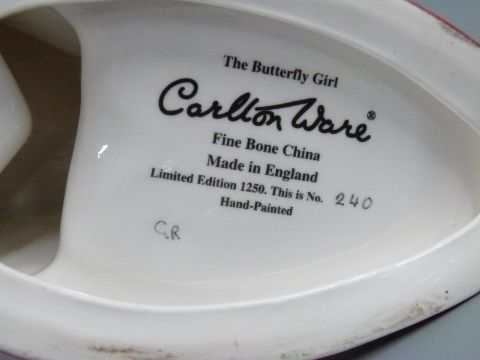 The Butterfly Girl
Carlton Ware®
Fine Bone China
Made in England
Limited Edition 1250. This is No. 240
Hand-Painted
G.R.